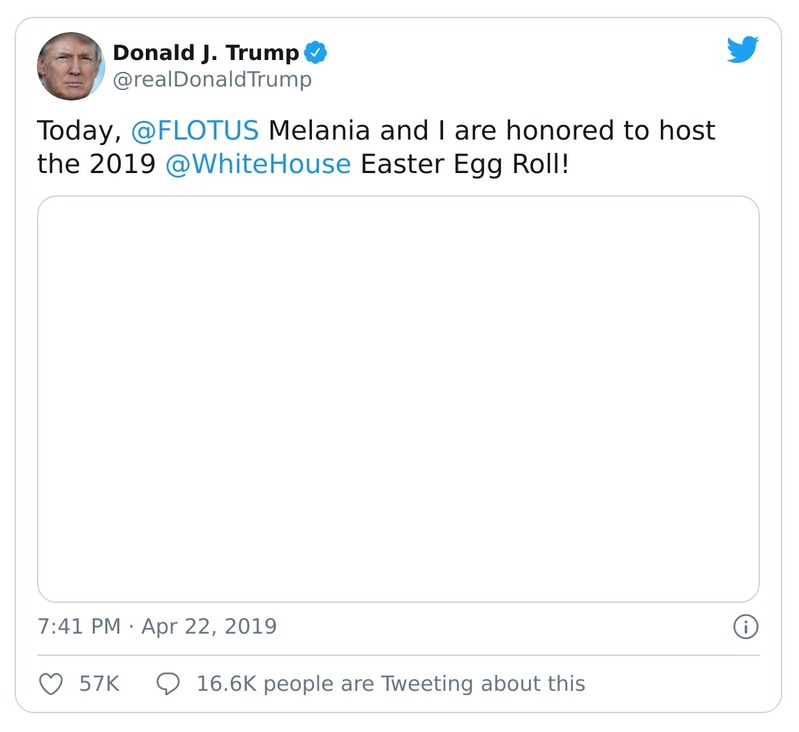 Donald J. Trump
@realDonaldTrump
Today, @FLOTUS Melania and I are honored to host
the 2019 @WhiteHouse Easter Egg Roll!
7:41 PM · Apr 22, 2019
57K 16.6K people are Tweeting about this